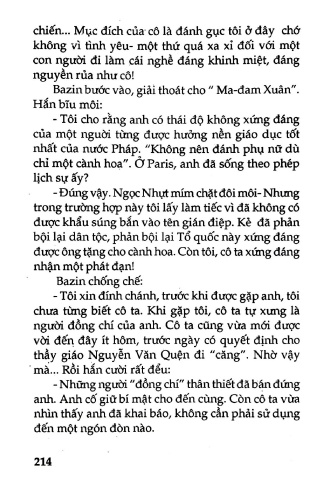 chiến... Mục đích của cô là đánh gục tôi ở đây chớ
không vì tình yêu- một thứ quá xa xỉ đối với một
con người đi làm cái nghề đáng khinh miệt, đáng
nguyền rủa như cô!
Bazin bước vào, giải thoát cho " Ma-đam Xuân".
Hắn bĩu môi:
- Tôi cho rằng anh có thái độ không xứng đáng
của một người từng được hưởng nền giáo dục tốt
nhất của nước Pháp. "Không nên đánh phụ nữ dù
chỉ một cành hoạ". Ở Paris, anh đã sống theo phép
lịch sự ấy?
-Đúng vậy. Ngọc Nhụt mím chặt đôi môi- Nhưng
trong trường hợp này tôi lấy làm tiếc vì đã không có
được khẩu súng bắn vào tên gián điệp. Kẻ đã phản
bội lại dân tộc, phản bội lại Tổ quốc này xứng đáng
được ông tặng cho cành hoa. Còn tôi, cô ta xứng đáng
nhận một phát đạn!
Bazin chống chế:
- Tôi xin đính chánh, trước khi được gặp anh, tôi
chưa từng biết cô ta. Khi gặp tôi, cô ta tự xưng là
người đồng chí của anh. Cô ta cũng vừa mới được
vời đến đây ít hôm, trước ngày có quyết định cho
thầy giáo Nguyễn Văn Quện đi "căng". Nhờ vậy
mà... Rồi hắn cười rất đều:
- Những người "đồng chí" thân thiết đã bán đứng
anh. Anh cố giữ bí mật cho đến cùng. Còn cô ta vừa
nhìn thấy anh đã khai báo, không cần phải sử dụng
đến một ngón đòn nào.
214